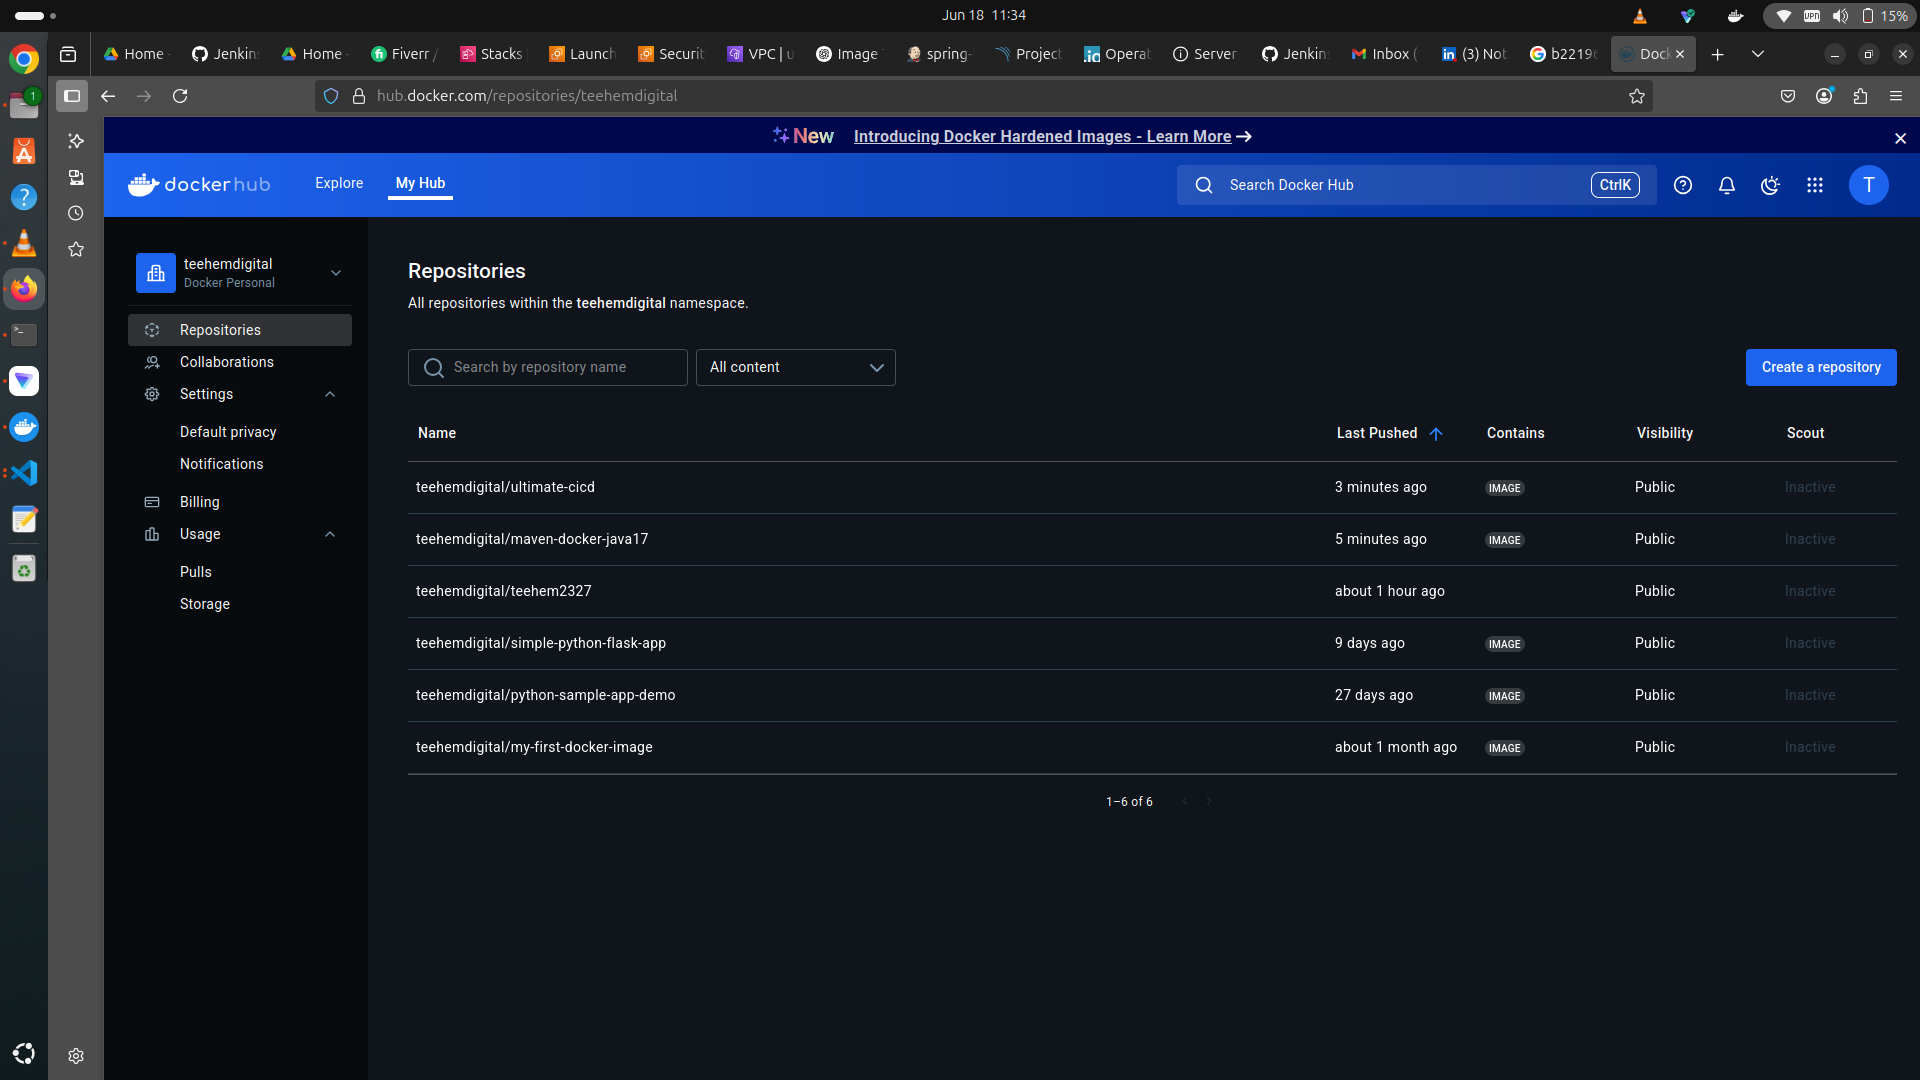 Jun 18 11:34
15%
Home
Jenkins
Home
Fiverr /
Stacks
Launch
Securit
VPC | u
Image
spring-
Project
Operat
Server
Jenkins
Inbox (
(3) Not
b2219
Dock
1
hub.docker.com/repositories/teehemdigital
New Introducing Docker Hardened Images - Learn More
dockerhub
Explore
My Hub
Search Docker Hub
CtrlK
T
teehemdigital
Docker Personal
Repositories
Collaborations
Settings
Default privacy
Notifications
Billing
Usage
Pulls
Storage
Repositories
All repositories within the teehemdigital namespace.
Search by repository name
All content
Create a repository
Name Last Pushed Contains Visibility Scout
teehemdigital/ultimate-cicd 3 minutes ago IMAGE Public Inactive
teehemdigital/maven-docker-java17 5 minutes ago IMAGE Public Inactive
teehemdigital/teehem2327 about 1 hour ago Public Inactive
teehemdigital/simple-python-flask-app 9 days ago IMAGE Public Inactive
teehemdigital/python-sample-app-demo 27 days ago IMAGE Public Inactive
teehemdigital/my-first-docker-image about 1 month ago IMAGE Public Inactive
1–6 of 6